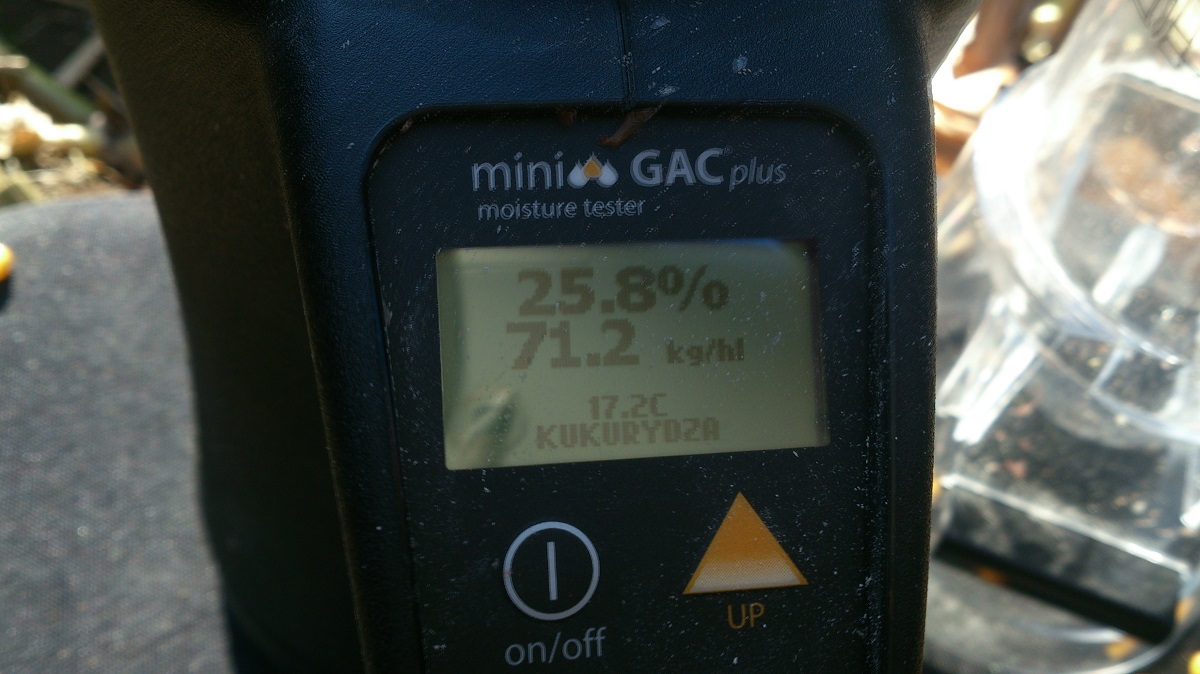 mini GAC® plus
moisture tester
25.8%
71.2 kg/hl
17.2C
KUKURYDZA
on/off
UP